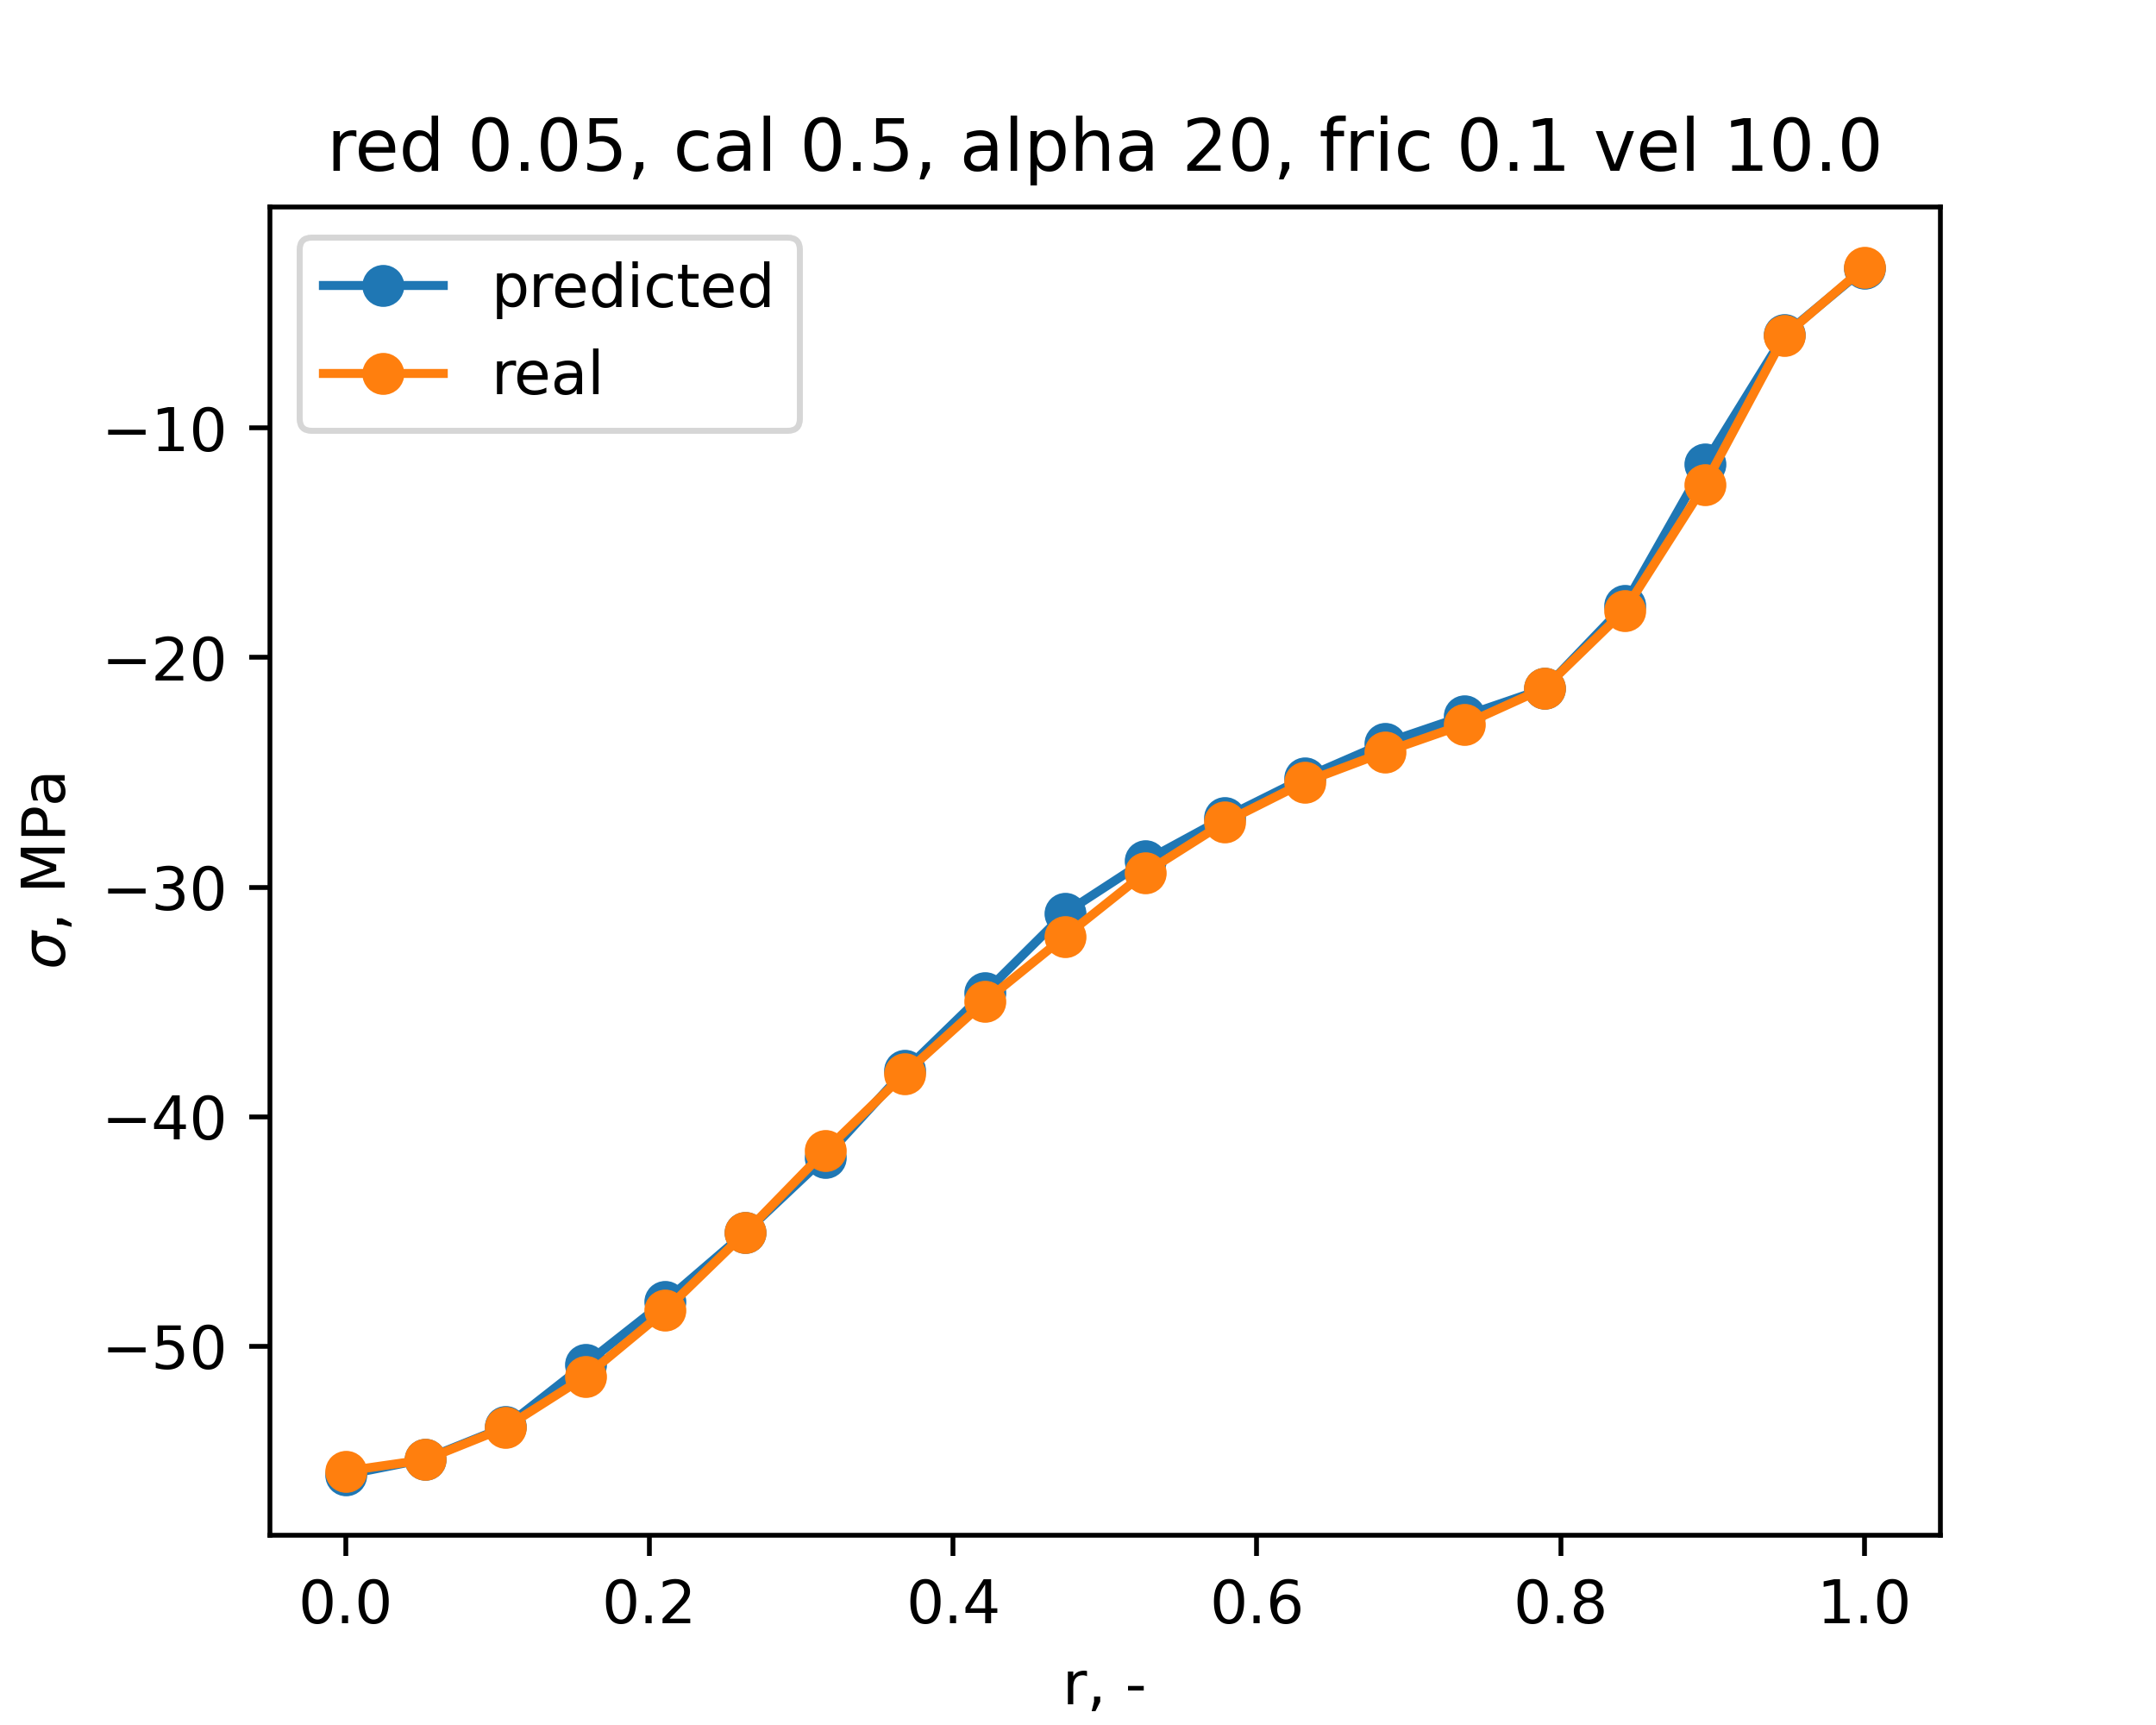 red 0.05, cal 0.5, alpha 20, fric 0.1 vel 10.0
predicted
real
−10
−20
−30
−40
−50
σ, MPa
0.0 0.2 0.4 0.6 0.8 1.0
r, -